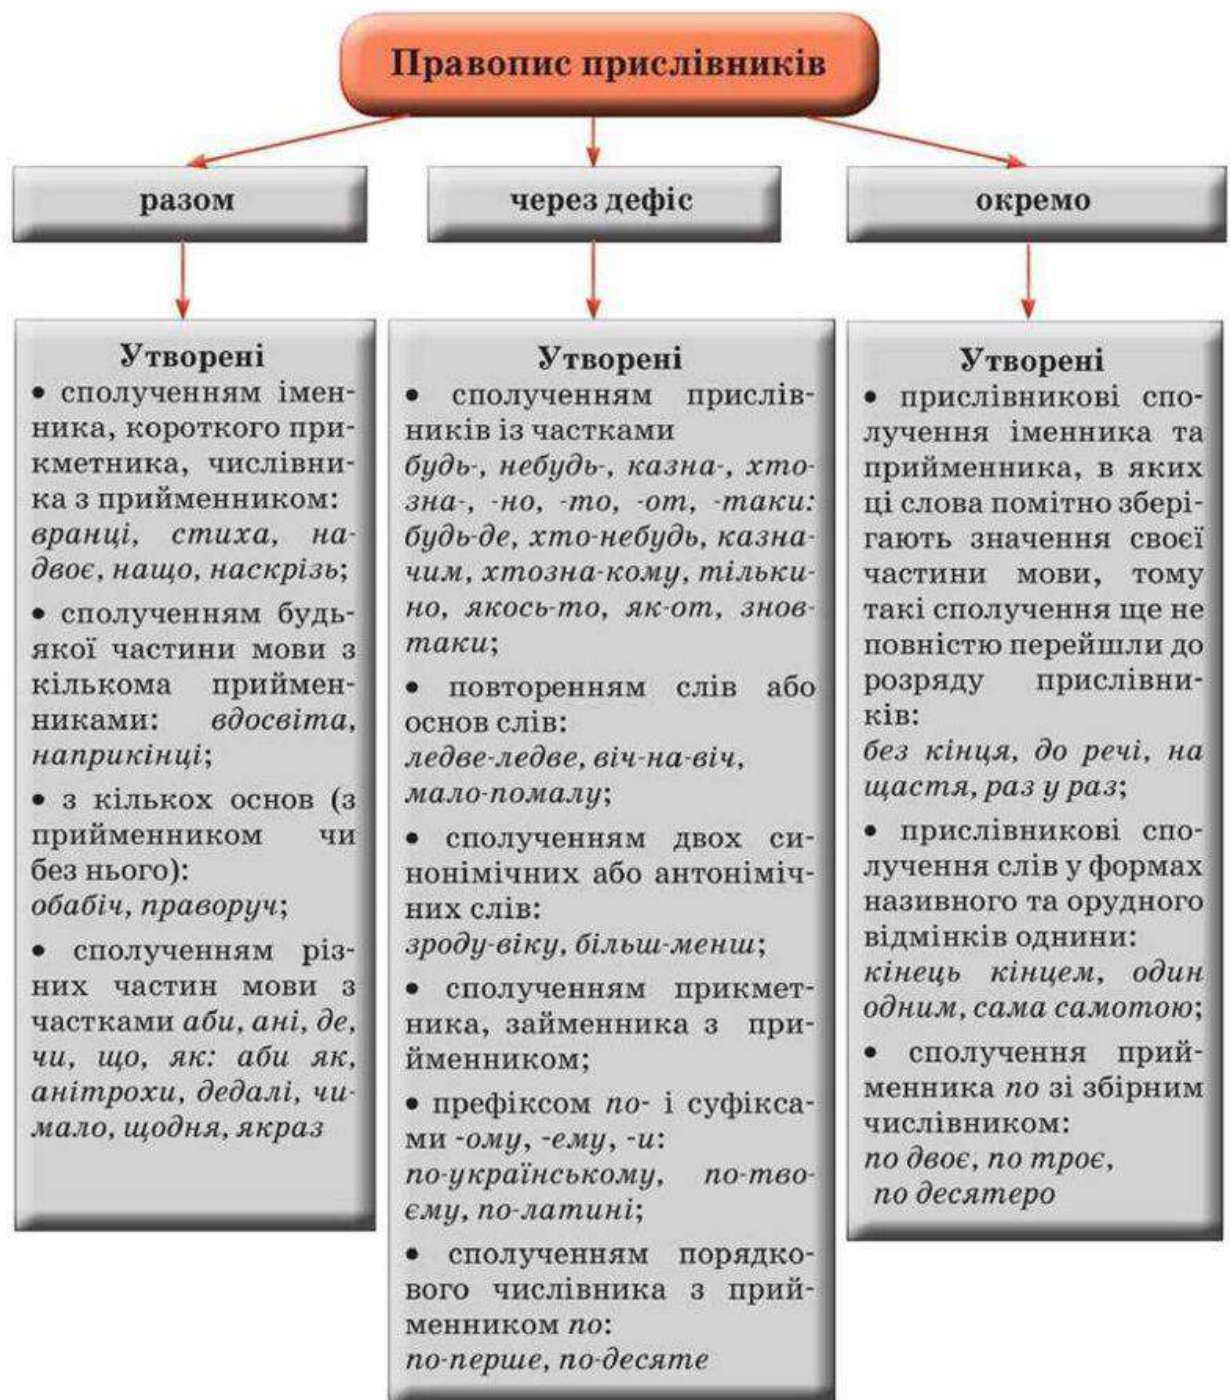 Правопис прислівників
разом
через дефіс
окремо
Утворені
• сполученням імен-
ника, короткого при-
кметника, числівни-
ка з прийменником:
вранці, стиха, на-
двоє, нащо, наскрізь;
• сполученням будь-
якої частини мови з
кількома приймен-
никами: вдосвіта,
наприкінці;
• з кількох основ (з
прийменником чи
без нього):
обабіч, праворуч;
• сполученням різ-
них частин мови з
частками аби, ані, де,
чи, що, як: аби як,
анітрохи, дедалі, чи-
мало, щодня, якраз
Утворені
• сполученням прислів-
ників із частками
будь-, небудь-, казна-, хто-
зна-, -но, -то, -от, -таки:
будь-де, хто-небудь, казна-
чим, хтозна-кому, тільки-
но, якось-то, як-от, знов-
таки;
• повторенням слів або
основ слів:
ледве-ледве, віч-на-віч,
мало-помалу;
• сполученням двох си-
нонімічних або антоніміч-
них слів:
зроду-віку, більш-менш;
• сполученням прикмет-
ника, займенника з при-
йменником;
• префіксом по- і суфікса-
ми -ому, -ему, -и:
по-українському, по-тво-
єму, по-латині;
• сполученням порядко-
вого числівника з прий-
менником по:
по-перше, по-десяте
Утворені
• прислівникові спо-
лучення іменника та
прийменника, в яких
ці слова помітно збері-
гають значення своєї
частини мови, тому
такі сполучення ще не
повністю перейшли до
розряду прислівни-
ків:
без кінця, до речі, на
щастя, раз у раз;
• прислівникові спо-
лучення слів у формах
називного та орудного
відмінків однини:
кінець кінцем, один
одним, сама самотою;
• сполучення прий-
менника по зі збірним
числівником:
по двоє, по троє,
по десятеро